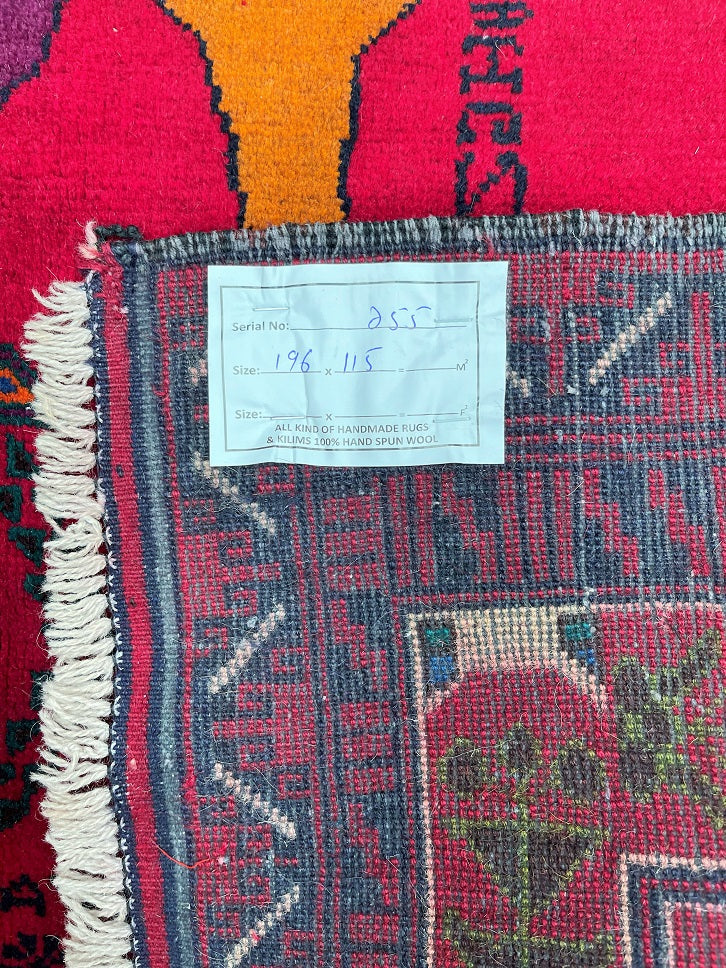 Serial No: 255
Size: 196 x 115 = M²
Size: x = F²
ALL KIND OF HANDMADE RUGS
& KILIMS 100% HAND SPUN WOOL